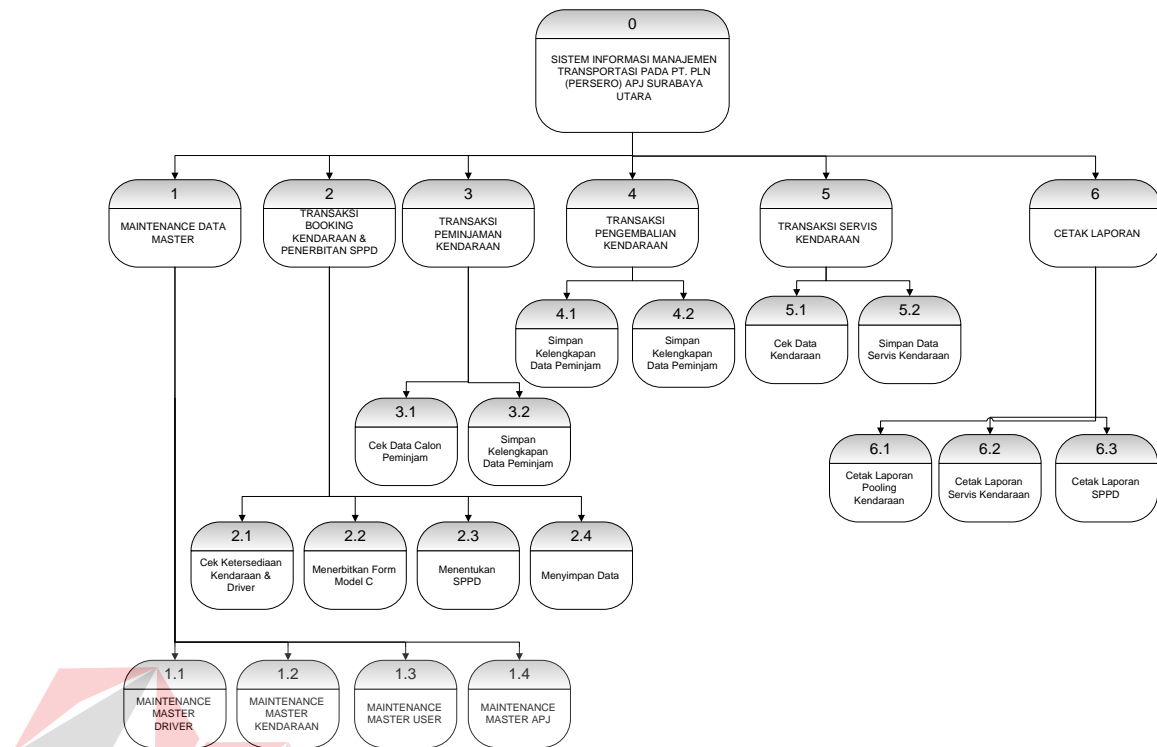 0
SISTEM INFORMASI MANAJEMEN
TRANSPORTASI PADA PT. PLN
(PERSERO) APJ SURABAYA
UTARA
1
MAINTENANCE DATA
MASTER
2
TRANSAKSI
BOOKING
KENDARAAN &
PENERBITAN SPPD
3
TRANSAKSI
PEMINJAMAN
KENDARAAN
4
TRANSAKSI
PENGEMBALIAN
KENDARAAN
5
TRANSAKSI SERVIS
KENDARAAN
6
CETAK LAPORAN
4.1
Simpan
Kelengkapan
Data Peminjam
4.2
Simpan
Kelengkapan
Data Peminjam
5.1
Cek Data
Kendaraan
5.2
Simpan Data
Servis Kendaraan
3.1
Cek Data Calon
Peminjam
3.2
Simpan
Kelengkapan
Data Peminjam
6.1
Cetak Laporan
Pooling
Kendaraan
6.2
Cetak Laporan
Servis Kendaraan
6.3
Cetak Laporan
SPPD
2.1
Cek Ketersediaan
Kendaraan &
Driver
2.2
Menerbitkan Form
Model C
2.3
Menentukan
SPPD
2.4
Menyimpan Data
1.1
MAINTENANCE
MASTER
DRIVER
1.2
MAINTENANCE
MASTER
KENDARAAN
1.3
MAINTENANCE
MASTER USER
1.4
MAINTENANCE
MASTER APJ